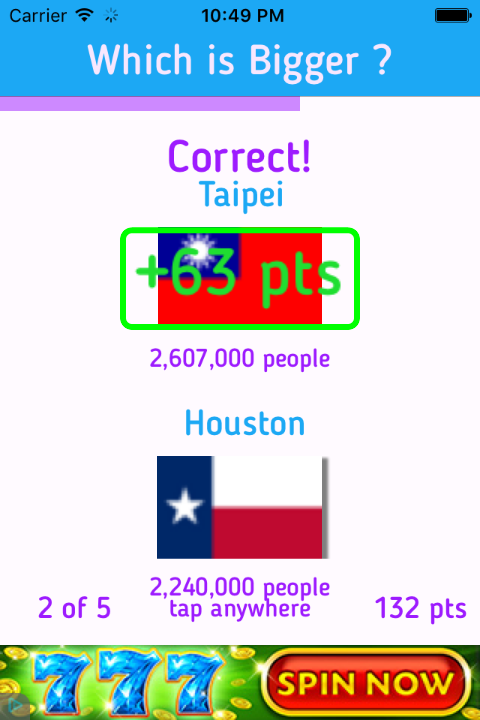 Carrier 10:49 PM
Which is Bigger ?
Correct!
Taipei
+63 pts
2,607,000 people
Houston
2,240,000 people
tap anywhere
2 of 5
132 pts
777 SPIN NOW